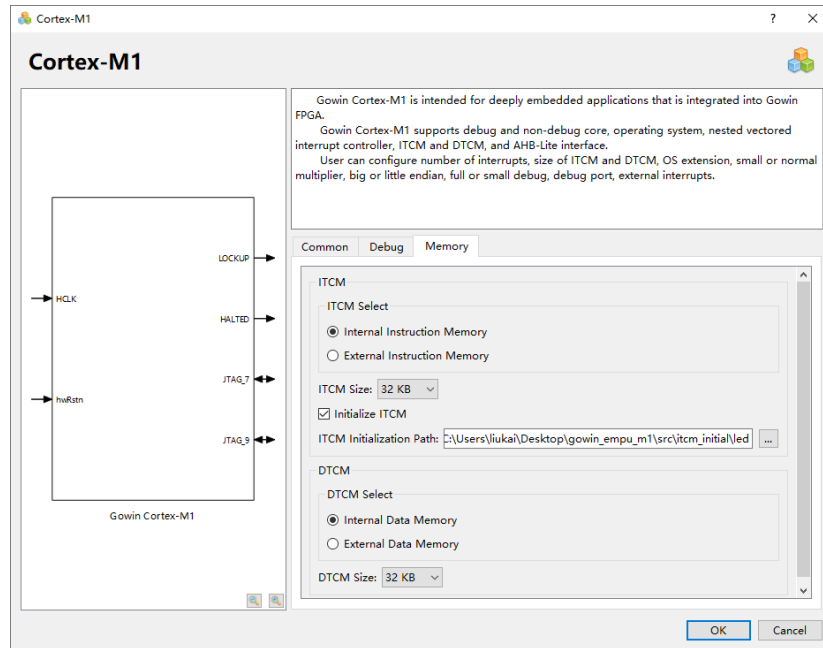 Cortex-M1
Cortex-M1
Gowin Cortex-M1 is intended for deeply embedded applications that is integrated into Gowin
FPGA.
Gowin Cortex-M1 supports debug and non-debug core, operating system, nested vectored
interrupt controller, ITCM and DTCM, and AHB-Lite interface.
User can configure number of interrupts, size of ITCM and DTCM, OS extension, small or normal
multiplier, big or little endian, full or small debug, debug port, external interrupts.
LOCKUP
HCLK
HALTED
JTAG_7
hwRstn
JTAG_9
Gowin Cortex-M1
Common Debug Memory
ITCM
ITCM Select
Internal Instruction Memory
External Instruction Memory
ITCM Size: 32 KB
Initialize ITCM
ITCM Initialization Path: C:\Users\liukai\Desktop\gowin_empu_m1\src\itcm_initial\led ...
DTCM
DTCM Select
Internal Data Memory
External Data Memory
DTCM Size: 32 KB
OK Cancel